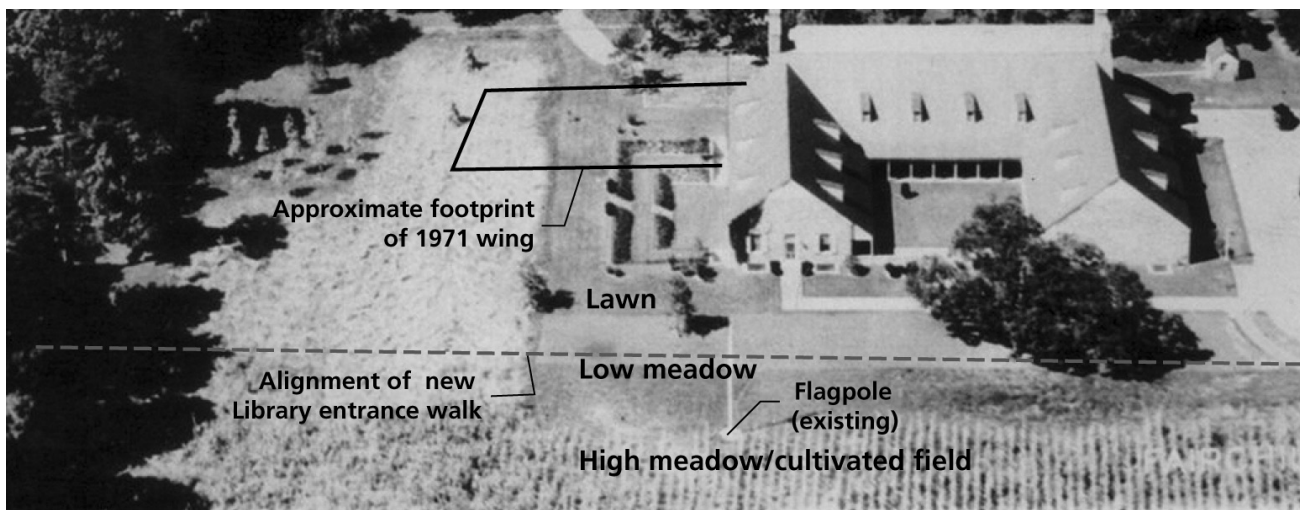 Approximate footprint
of 1971 wing
Lawn
Low meadow
Alignment of new
Library entrance walk
Flagpole
(existing)
High meadow/cultivated field